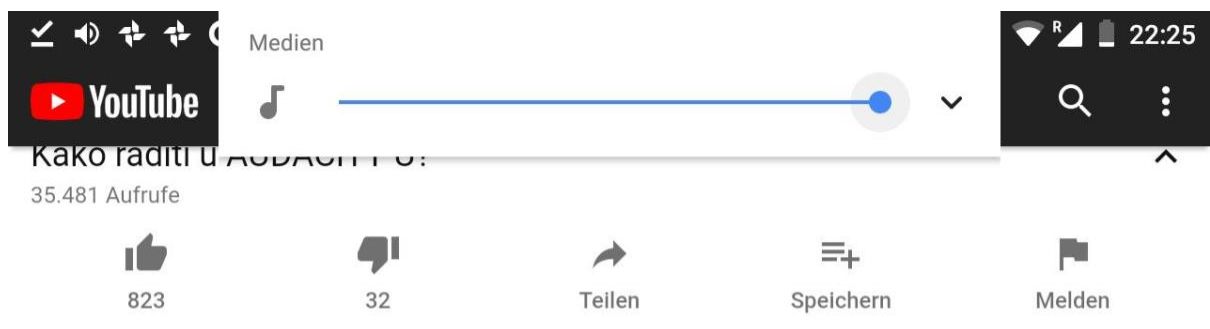 Medien
R 22:25
YouTube
Kako raditi u
35.481 Aufrufe
823 32 Teilen Speichern Melden